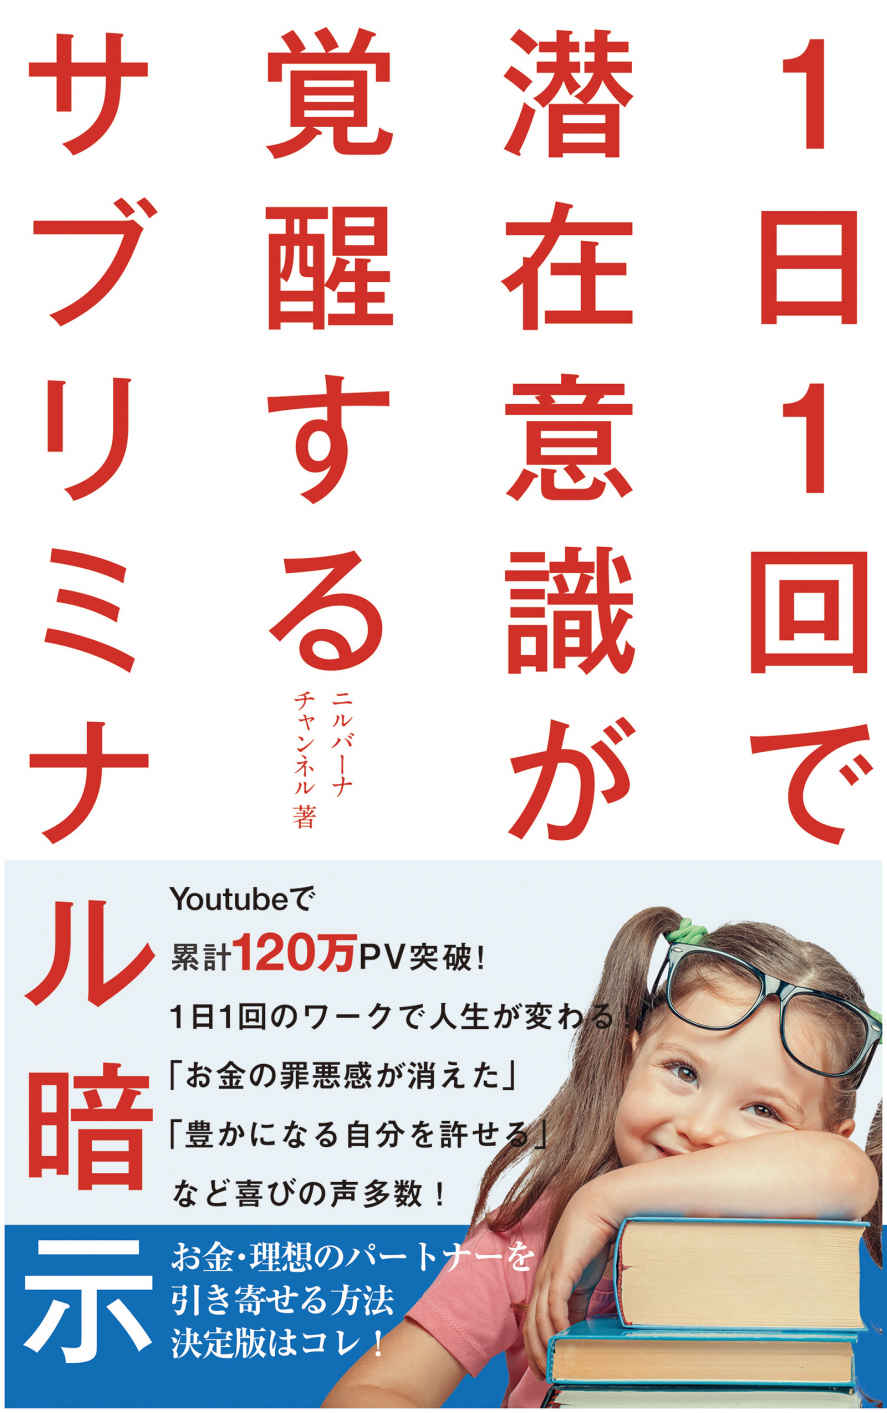 1日1回で
潜在意識が
覚醒する
サブリミナル暗示
ニルバーナ
チャンネル 著
Youtubeで
累計120万PV突破!
1日1回のワークで人生が変わる!
「お金の罪悪感が消えた」
「豊かになる自分を許せる」
など喜びの声多数!
お金・理想のパートナーを
引き寄せる方法
決定版はコレ!